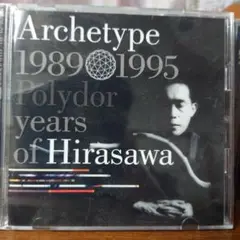 Archetype
1989 1995
Polydor
years
of Hirasawa